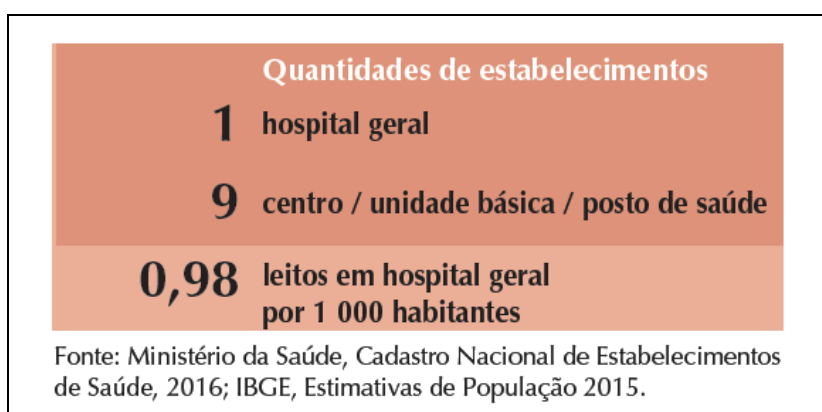 Quantidades de estabelecimentos
1 hospital geral
9 centro / unidade básica / posto de saúde
0,98 leitos em hospital geral
por 1 000 habitantes
Fonte: Ministério da Saúde, Cadastro Nacional de Estabelecimentos
de Saúde, 2016; IBGE, Estimativas de População 2015.